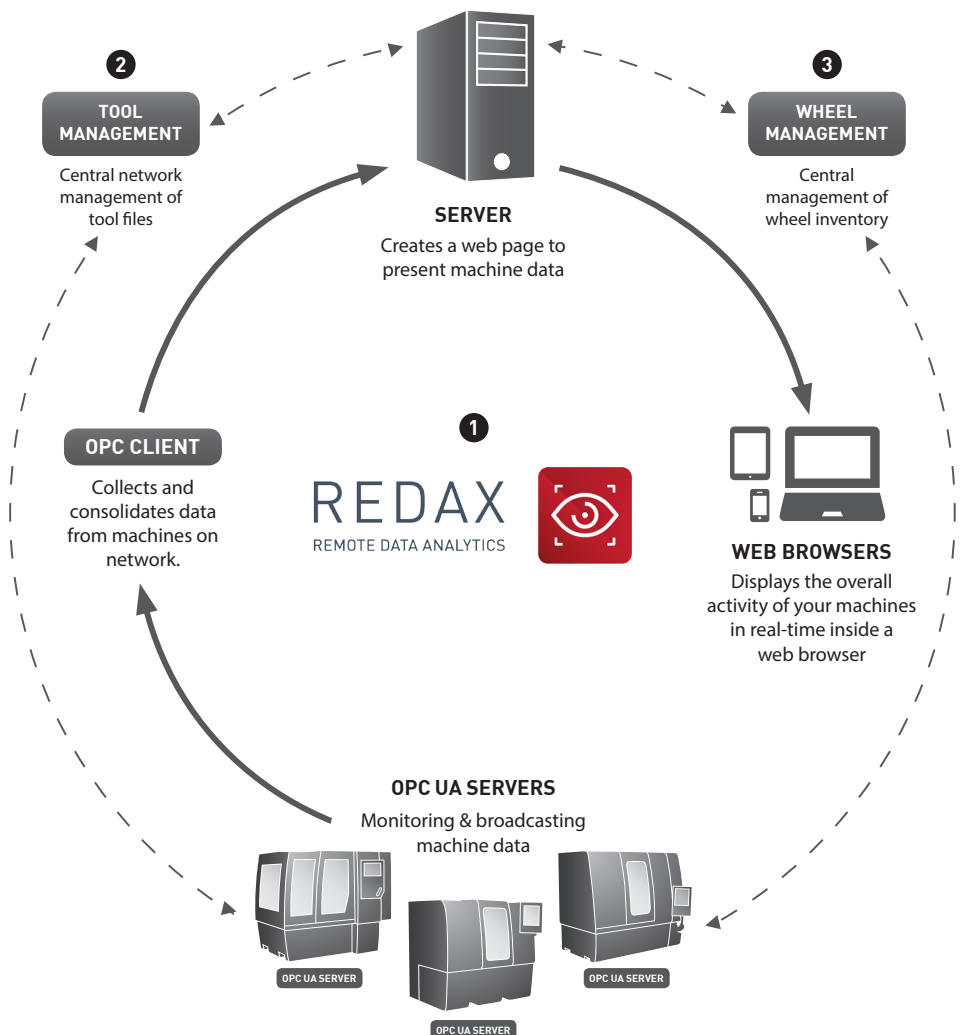 2
TOOL
MANAGEMENT
Central network
management of
tool files
3
WHEEL
MANAGEMENT
Central
management of
wheel inventory
SERVER
Creates a web page to
present machine data
OPC CLIENT
Collects and
consolidates data
from machines on
network.
1
REDAX
REMOTE DATA ANALYTICS
WEB BROWSERS
Displays the overall
activity of your machines
in real-time inside a
web browser
OPC UA SERVERS
Monitoring & broadcasting
machine data
OPC UA SERVER
OPC UA SERVER
OPC UA SERVER